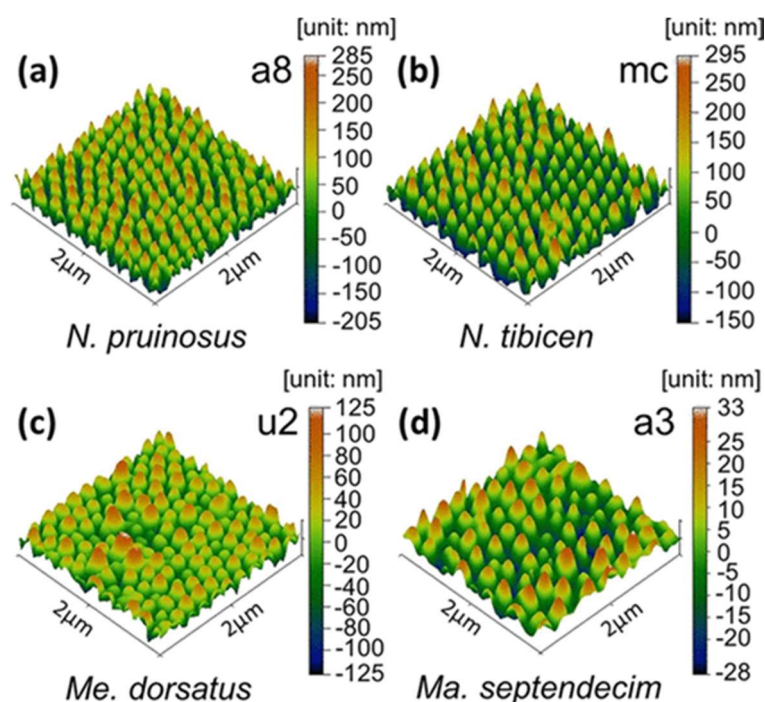 [unit: nm]
(a) a8
285
250
200
150
100
50
0
-50
-100
-150
-205
2μm 2μm
N. pruinosus
[unit: nm]
(b) mc
295
250
200
150
100
50
0
-50
-100
-150
2μm 2μm
N. tibicen
[unit: nm]
(c) u2
125
100
80
60
40
20
0
-20
-40
-60
-80
-100
-125
2μm 2μm
Me. dorsatus
[unit: nm]
(d) a3
33
25
20
15
10
5
0
-5
-10
-15
-20
-28
2μm 2μm
Ma. septendecim